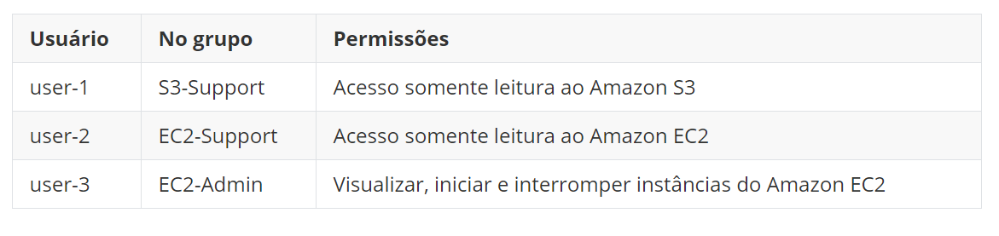 Usuário No grupo Permissões
user-1 S3-Support Acesso somente leitura ao Amazon S3
user-2 EC2-Support Acesso somente leitura ao Amazon EC2
user-3 EC2-Admin Visualizar, iniciar e interromper instâncias do Amazon EC2